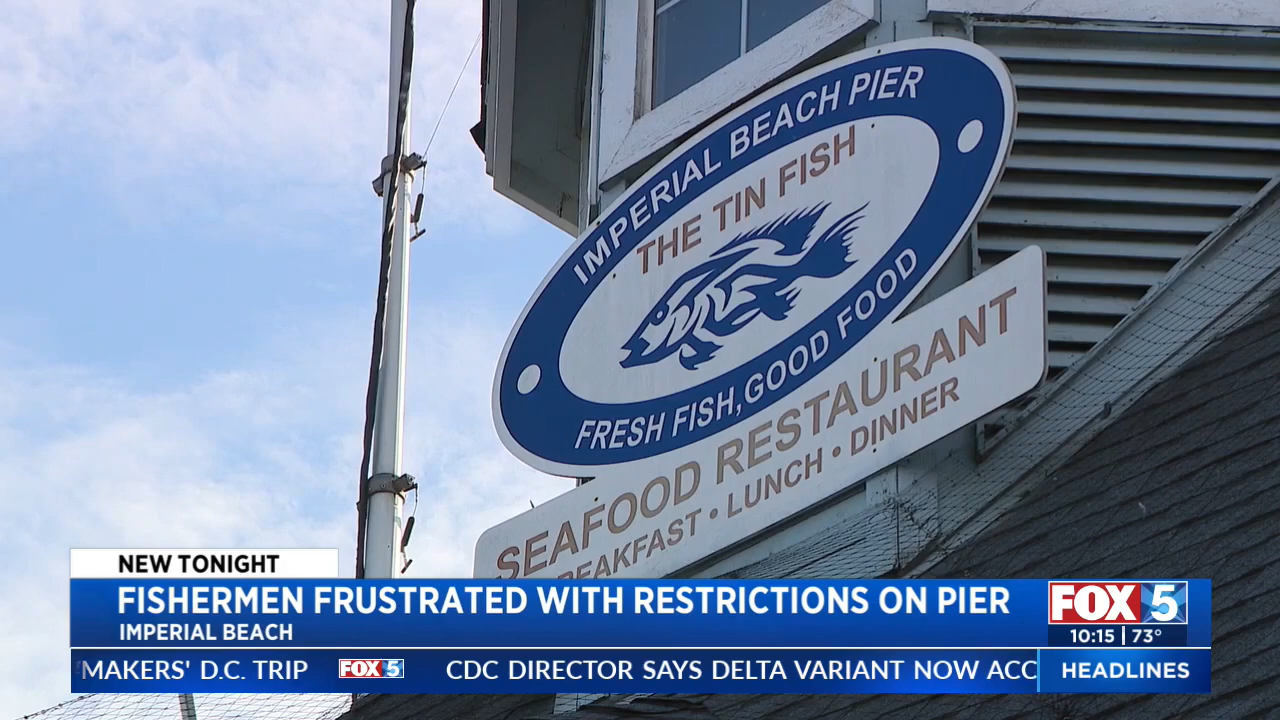 IMPERIAL BEACH PIER
THE TIN FISH
FRESH FISH, GOOD FOOD
SEAFOOD RESTAURANT
REAKFAST • LUNCH • DINNER
NEW TONIGHT
FISHERMEN FRUSTRATED WITH RESTRICTIONS ON PIER
IMPERIAL BEACH
FOX 5
10:15 | 73°
MAKERS' D.C. TRIP FOX 5 CDC DIRECTOR SAYS DELTA VARIANT NOW ACC
HEADLINES